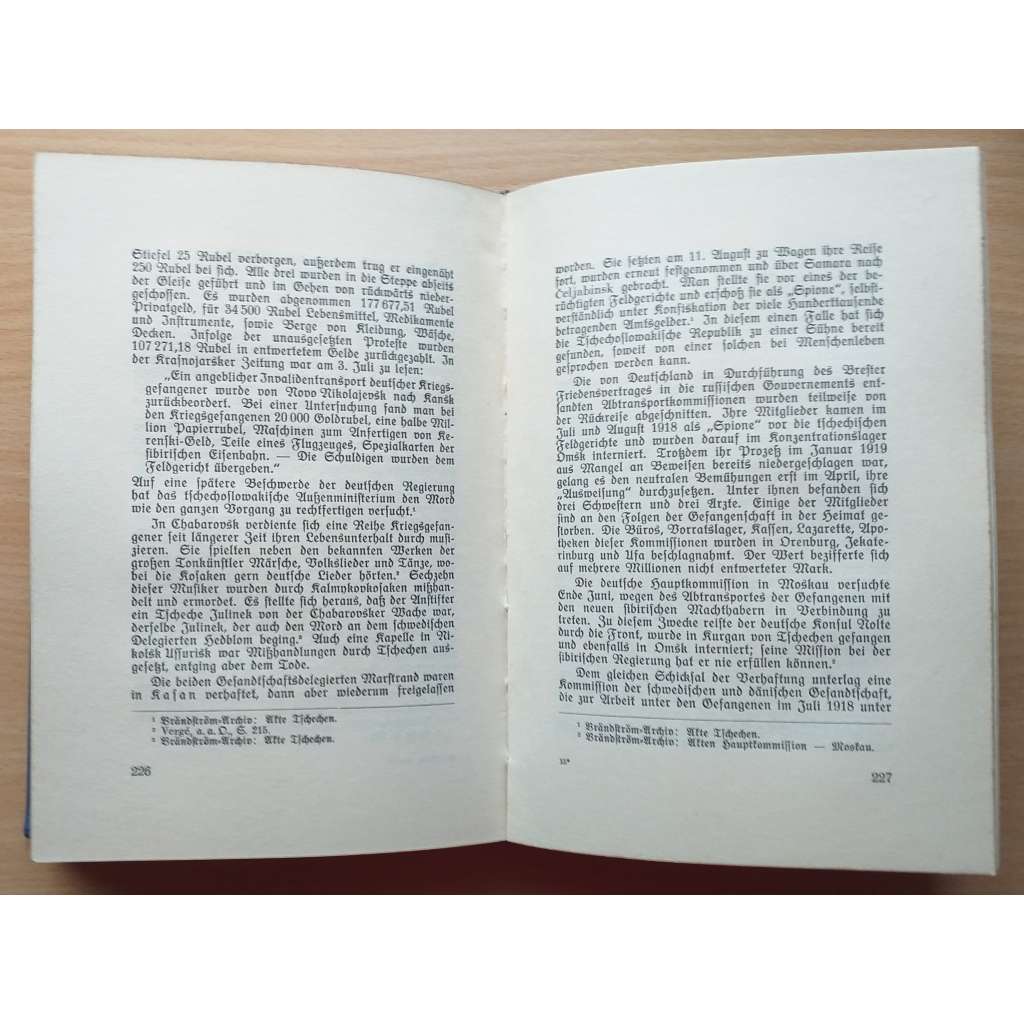 Stiefel 25 Rubel verborgen, außerdem trug er eingenäht
250 Rubel bei sich. Alle drei wurden in die Steppe abseits
der Gleise geführt und im Gehen von rückwärts nieder-
geschossen. Es wurden abgenommen 177 677,51 Rubel
Privatgeld, für 34 500 Rubel Lebensmittel, Medikamente
und Instrumente, sowie Berge von Kleidung, Wäsche,
Decken. Infolge der unausgesetzten Proteste wurden
107 271,18 Rubel in entwertetem Gelde zurückgezahlt. In
der Krasnojarsker Zeitung war am 3. Juli zu lesen:
„Ein angeblicher Invalidentransport deutscher Kriegs-
gefangener wurde von Novo Nikolajevsk nach Kansk
zurückbeordert. Bei einer Untersuchung fand man bei
den Kriegsgefangenen 20 000 Goldrubel, eine halbe Mil-
lion Papierrubel, Maschinen zum Anfertigen von Ke-
renski-Geld, Teile eines Flugzeuges, Spezialkarten der
sibirischen Eisenbahn. — Die Schuldigen wurden dem
Feldgericht übergeben.“
Auf eine spätere Beschwerde der deutschen Regierung
hat das tschechoslowakische Außenministerium den Mord
wie den ganzen Vorgang zu rechtfertigen versucht.¹
In Chabarovsk verdiente sich eine Reihe Kriegsgefan-
gener seit längerer Zeit ihren Lebensunterhalt durch musi-
zieren. Sie spielten neben den bekannten Werken der
großen Tonkünstler Märsche, Volkslieder und Tänze, wo-
bei die Kosaken gern deutsche Lieder hörten.² Sechzehn
dieser Musiker wurden durch Kalmykovkosaken mißhan-
delt und ermordet. Es stellte sich heraus, daß der Anstifter
ein Tscheche Julinek von der Chabarovsker Wache war,
derselbe Julinek, der auch den Mord an dem schwedischen
Delegierten Hedblom beging.³ Auch eine Kapelle in Ni-
kolsk Ussurisk war Mißhandlungen durch Tschechen aus-
gesetzt, entging aber dem Tode.
Die beiden Gesandtschaftsdelegierten Marstrand waren
in Kasan verhaftet, dann aber wiederum freigelassen
¹ Brändström-Archiv: Akte Tschechen.
² Vergé, a. a. O., S. 215.
³ Brändström-Archiv: Akte Tschechen.
226
worden. Sie setzten am 11. August zu Wagen ihre Reise
fort, wurden erneut festgenommen und über Samara nach
Čeljabinsk gebracht. Man stellte sie vor eines der be-
rüchtigten Feldgerichte und erschoß sie als „Spione“, selbst-
verständlich unter Konfiskation der viele Hunderttausende
betragenden Amtsgelder.¹ In diesem einen Falle hat sich
die Tschechoslowakische Republik zu einer Sühne bereit
gefunden, soweit von einer solchen bei Menschenleben
gesprochen werden kann.
Die von Deutschland in Durchführung des Brester
Friedensvertrages in die russischen Gouvernements ent-
sandten Abtransportkommissionen wurden teilweise von
der Rückreise abgeschnitten. Ihre Mitglieder kamen im
Juli und August 1918 als „Spione“ vor die tschechischen
Feldgerichte und wurden darauf im Konzentrationslager
Omsk interniert. Trotzdem ihr Prozeß im Januar 1919
aus Mangel an Beweisen bereits niedergeschlagen war,
gelang es den neutralen Bemühungen erst im April, ihre
„Ausweisung“ durchzusetzen. Unter ihnen befanden sich
drei Schwestern und drei Ärzte. Einige der Mitglieder
sind an den Folgen der Gefangenschaft in der Heimat ge-
storben. Die Büros, Vorratslager, Kassen, Lazarette, Apo-
theken dieser Kommissionen wurden in Orenburg, Jekate-
rinburg und Ufa beschlagnahmt. Der Wert bezifferte sich
auf mehrere Millionen nicht entwerteter Mark.
Die deutsche Hauptkommission in Moskau versuchte
Ende Juni, wegen des Abtransportes der Gefangenen mit
den neuen sibirischen Machthabern in Verbindung zu
treten. Zu diesem Zwecke reiste der deutsche Konsul Nolte
durch die Front, wurde in Kurgan von Tschechen gefangen
und ebenfalls in Omsk interniert; seine Mission bei der
sibirischen Regierung hat er nie erfüllen können.²
Dem gleichen Schicksal der Verhaftung unterlag eine
Kommission der schwedischen und dänischen Gesandtschaft,
die zur Arbeit unter den Gefangenen im Juli 1918 unter
¹ Brändström-Archiv: Akte Tschechen.
² Brändström-Archiv: Akten Hauptkommission — Moskau.
15*
227